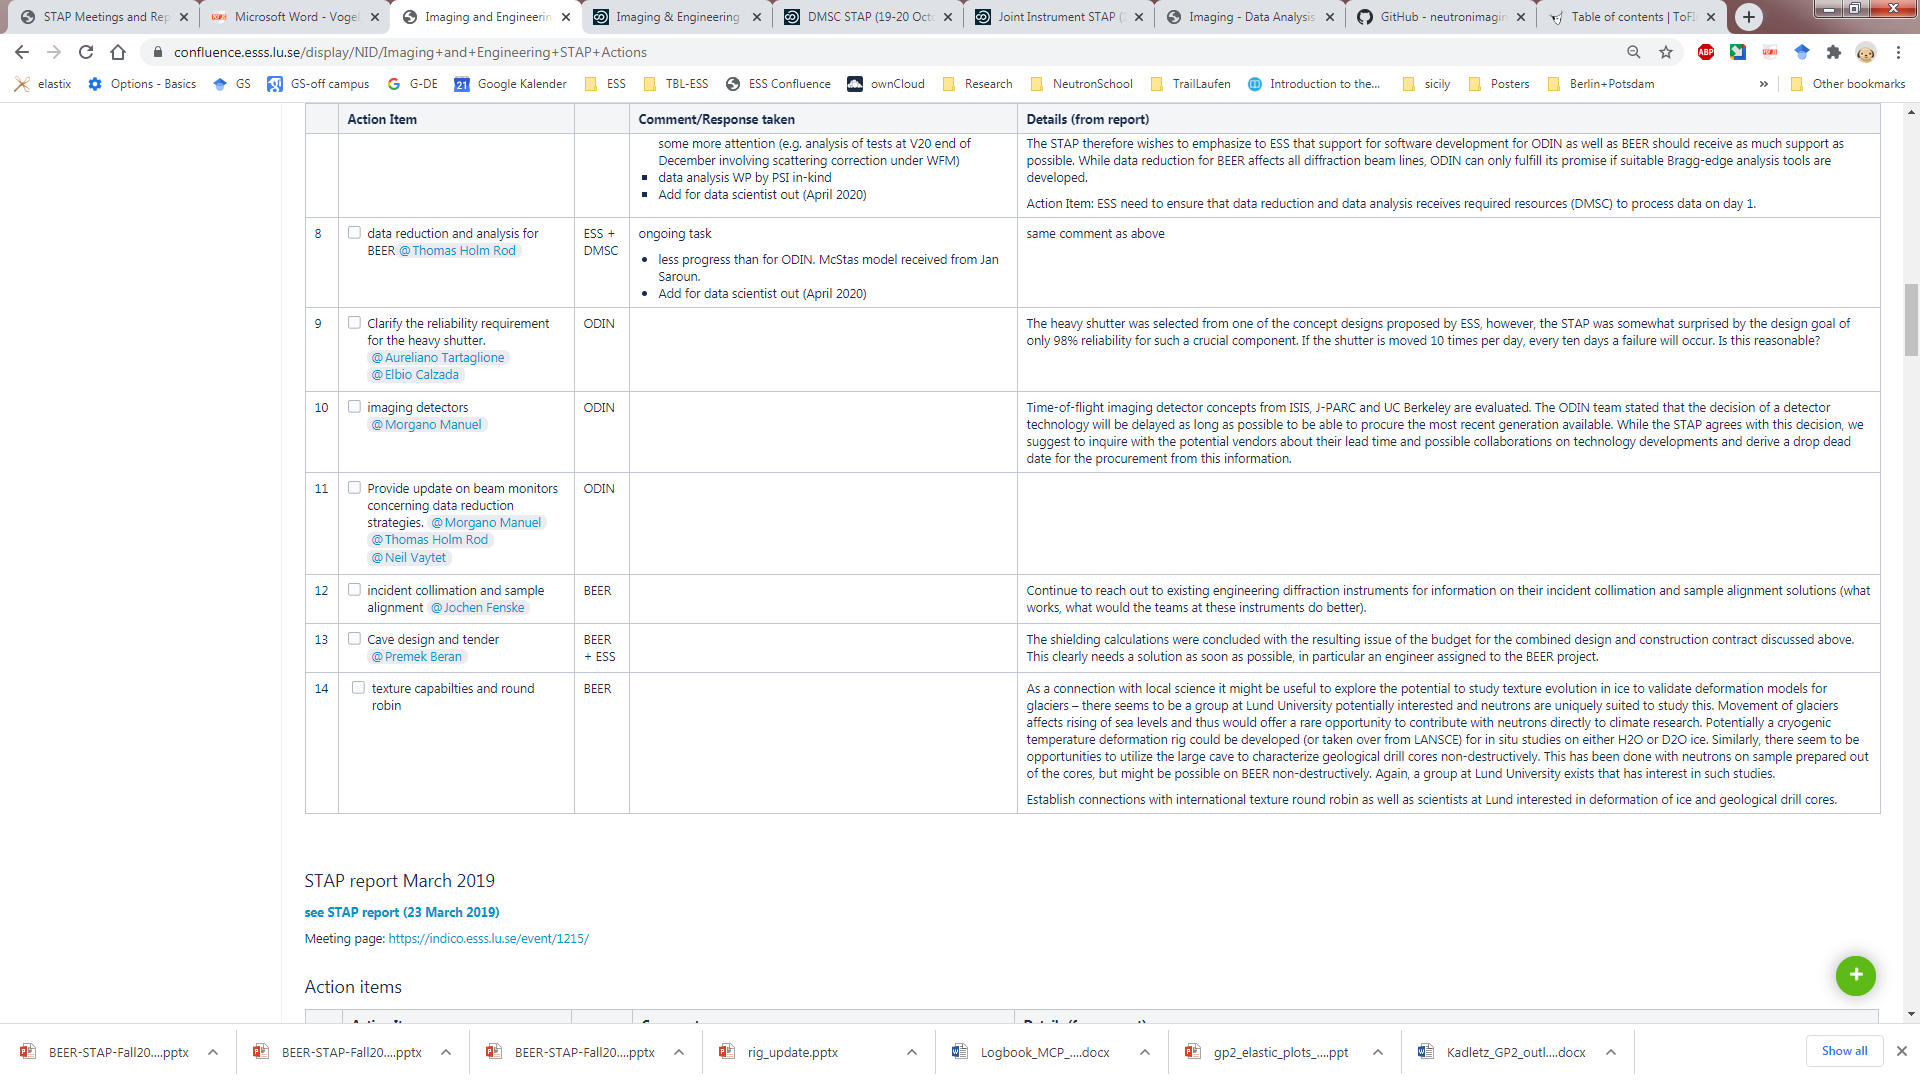 STAP Meetings and Rep
Microsoft Word - Vogel
Imaging and Engineerin
Imaging & Engineering
DMSC STAP (19-20 Octo
Joint Instrument STAP (
Imaging - Data Analysis
GitHub - neutronimagin
Table of contents | ToFI
confluence.esss.lu.se/display/NID/Imaging+and+Engineering+STAP+Actions
elastix
Options - Basics
GS
GS-off campus
G-DE
Google Kalender
ESS
TBL-ESS
ESS Confluence
ownCloud
Research
NeutronSchool
TrailLaufen
Introduction to the...
sicily
Posters
Berlin+Potsdam
»
Other bookmarks
Action Item
Comment/Response taken
Details (from report)
some more attention (e.g. analysis of tests at V20 end of
December involving scattering correction under WFM)
data analysis WP by PSI in-kind
Add for data scientist out (April 2020)
The STAP therefore wishes to emphasize to ESS that support for software development for ODIN as well as BEER should receive as much support as
possible. While data reduction for BEER affects all diffraction beam lines, ODIN can only fulfill its promise if suitable Bragg-edge analysis tools are
developed.
Action Item: ESS need to ensure that data reduction and data analysis receives required resources (DMSC) to process data on day 1.
8
data reduction and analysis for
BEER @Thomas Holm Rod
ESS +
DMSC
ongoing task
less progress than for ODIN. McStas model received from Jan
Saroun.
Add for data scientist out (April 2020)
same comment as above
9
Clarify the reliability requirement
for the heavy shutter.
@Aureliano Tartaglione
@Elbio Calzada
ODIN
The heavy shutter was selected from one of the concept designs proposed by ESS, however, the STAP was somewhat surprised by the design goal of
only 98% reliability for such a crucial component. If the shutter is moved 10 times per day, every ten days a failure will occur. Is this reasonable?
10
imaging detectors
@Morgano Manuel
ODIN
Time-of-flight imaging detector concepts from ISIS, J-PARC and UC Berkeley are evaluated. The ODIN team stated that the decision of a detector
technology will be delayed as long as possible to be able to procure the most recent generation available. While the STAP agrees with this decision, we
suggest to inquire with the potential vendors about their lead time and possible collaborations on technology developments and derive a drop dead
date for the procurement from this information.
11
Provide update on beam monitors
concerning data reduction
strategies. @Morgano Manuel
@Thomas Holm Rod
@Neil Vaytet
ODIN
12
incident collimation and sample
alignment @Jochen Fenske
BEER
Continue to reach out to existing engineering diffraction instruments for information on their incident collimation and sample alignment solutions (what
works, what would the teams at these instruments do better).
13
Cave design and tender
@Premek Beran
BEER
+ ESS
The shielding calculations were concluded with the resulting issue of the budget for the combined design and construction contract discussed above.
This clearly needs a solution as soon as possible, in particular an engineer assigned to the BEER project.
14
texture capabilties and round
robin
BEER
As a connection with local science it might be useful to explore the potential to study texture evolution in ice to validate deformation models for
glaciers – there seems to be a group at Lund University potentially interested and neutrons are uniquely suited to study this. Movement of glaciers
affects rising of sea levels and thus would offer a rare opportunity to contribute with neutrons directly to climate research. Potentially a cryogenic
temperature deformation rig could be developed (or taken over from LANSCE) for in situ studies on either H2O or D2O ice. Similarly, there seem to be
opportunities to utilize the large cave to characterize geological drill cores non-destructively. This has been done with neutrons on sample prepared out
of the cores, but might be possible on BEER non-destructively. Again, a group at Lund University exists that has interest in such studies.
Establish connections with international texture round robin as well as scientists at Lund interested in deformation of ice and geological drill cores.
STAP report March 2019
see STAP report (23 March 2019)
Meeting page: https://indico.esss.lu.se/event/1215/
Action items
BEER-STAP-Fall20....pptx
BEER-STAP-Fall20....pptx
BEER-STAP-Fall20....pptx
rig_update.pptx
Logbook_MCP_....docx
gp2_elastic_plots_....ppt
Kadletz_GP2_outl....docx
Show all